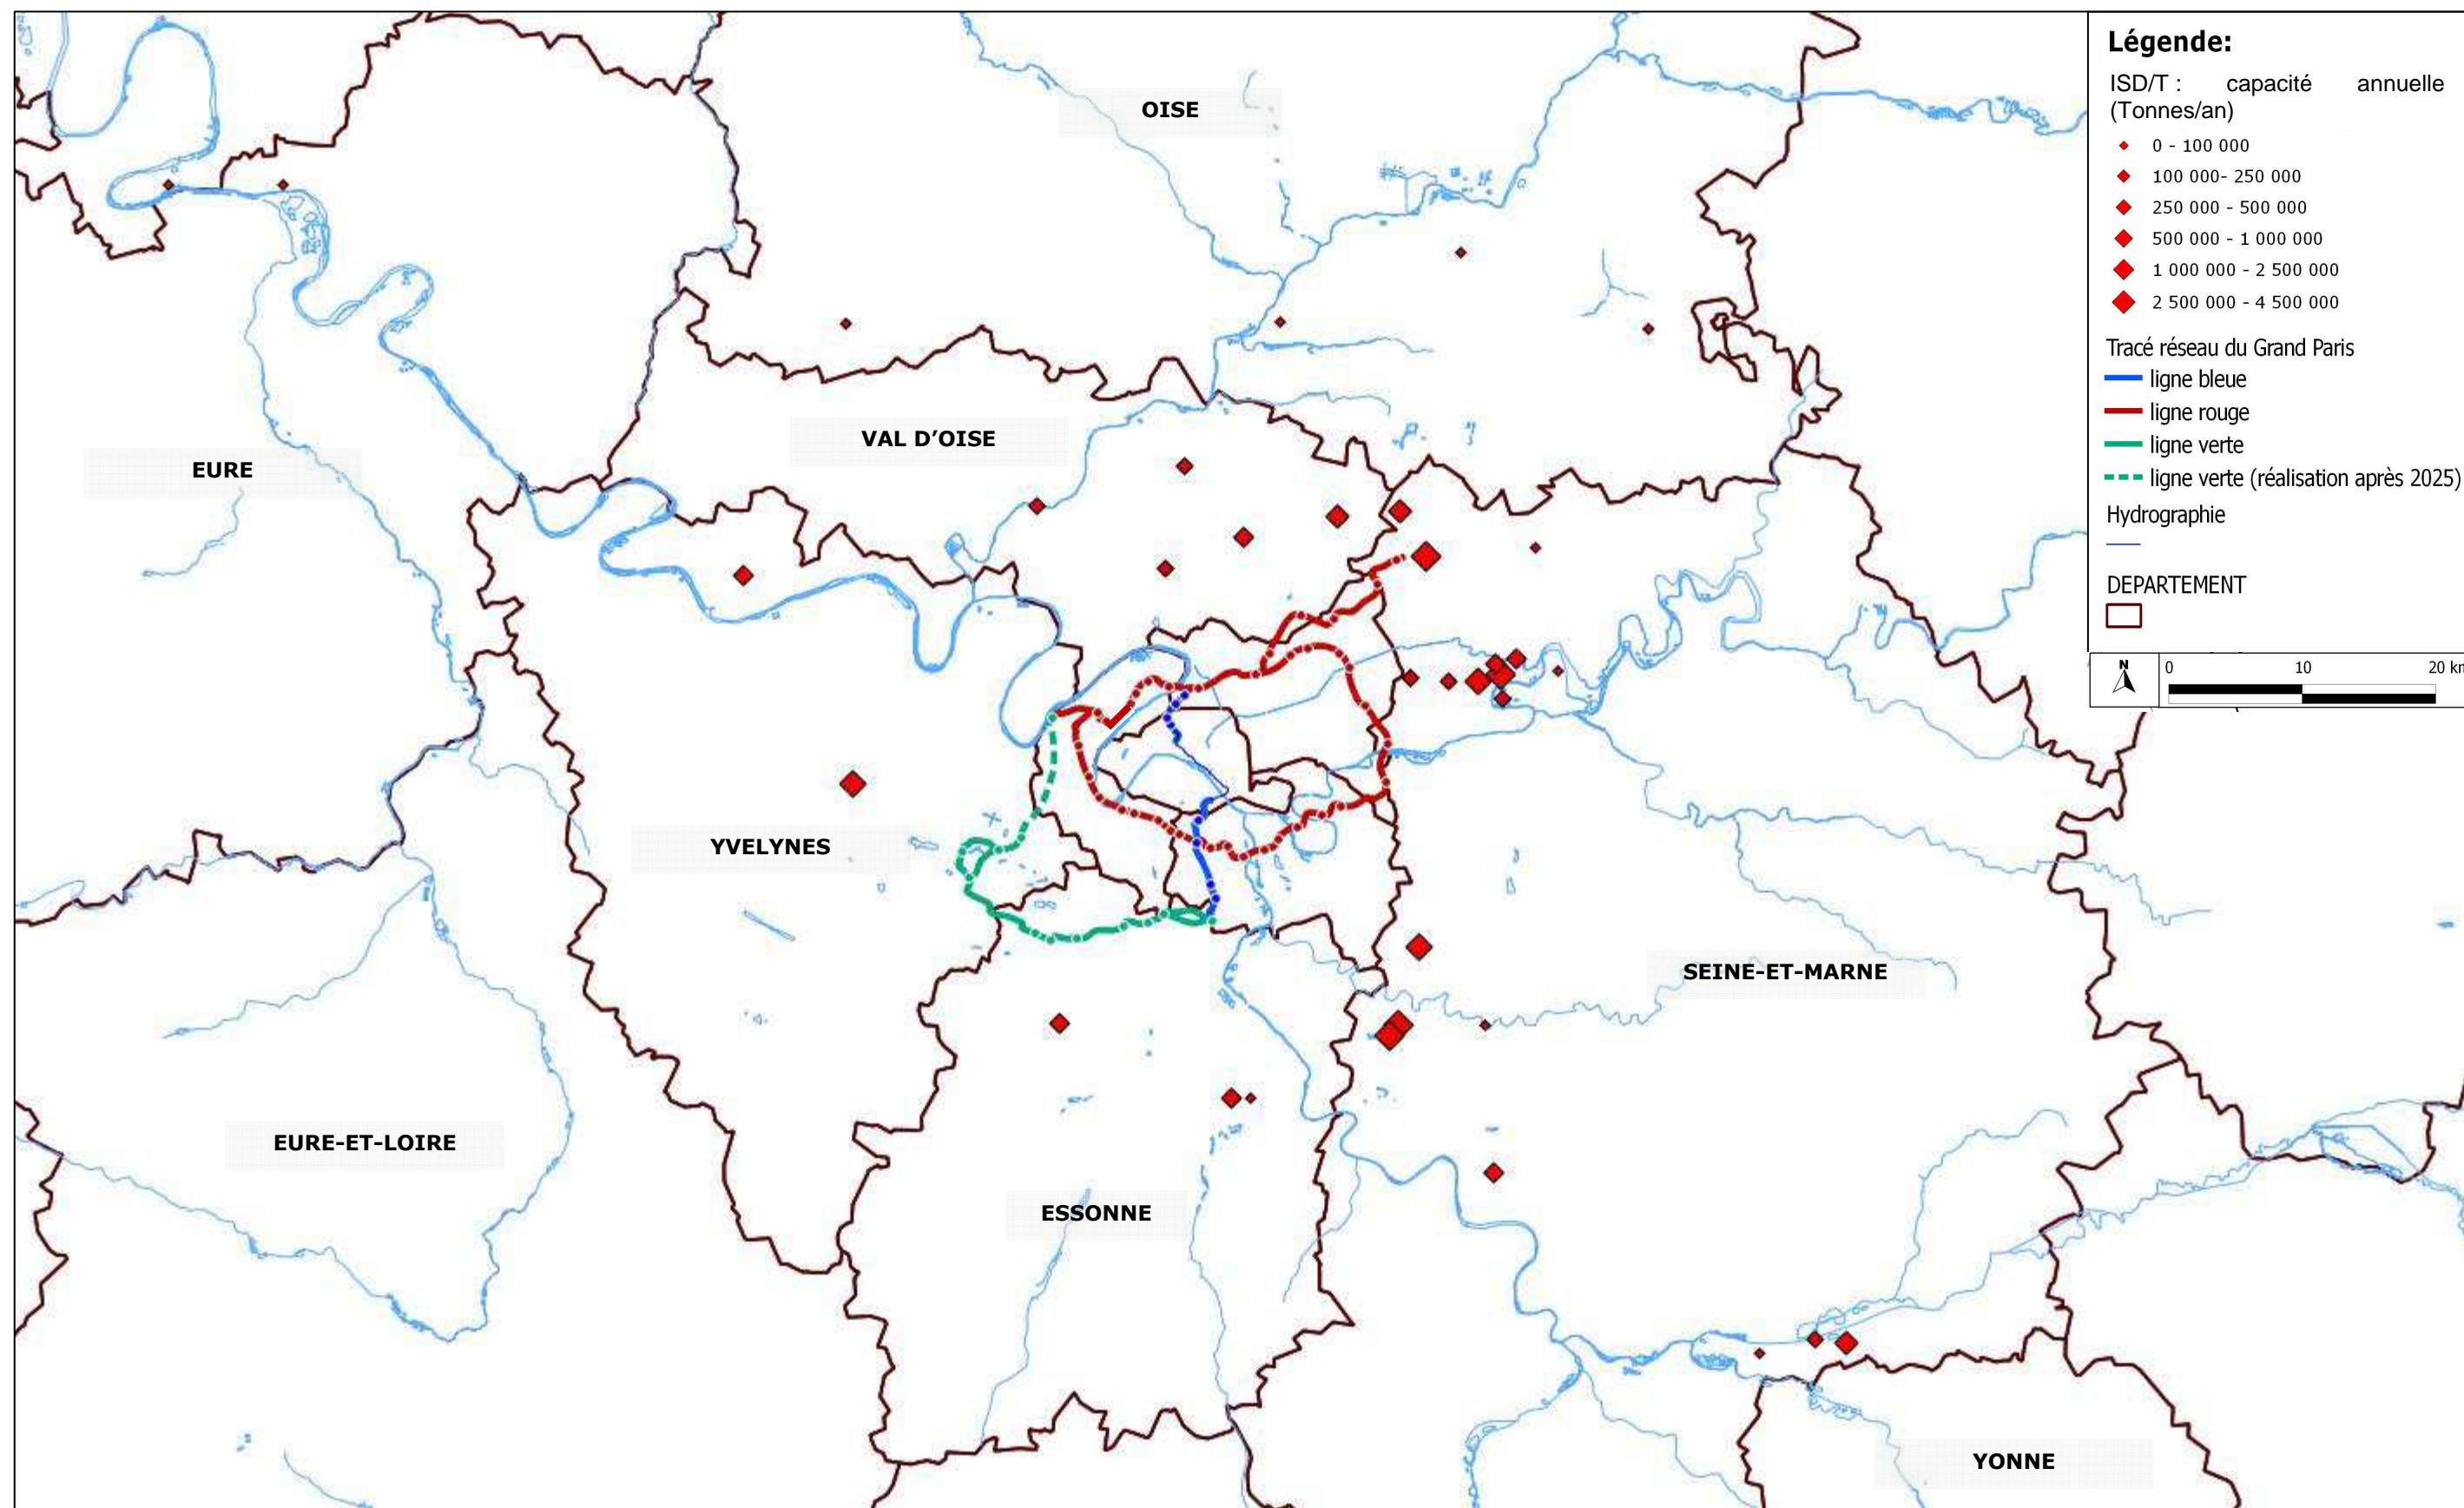 Légende:
ISD/T : capacité annuelle
(Tonnes/an)
0 - 100 000
100 000- 250 000
250 000 - 500 000
500 000 - 1 000 000
1 000 000 - 2 500 000
2 500 000 - 4 500 000
Tracé réseau du Grand Paris
ligne bleue
ligne rouge
ligne verte
ligne verte (réalisation après 2025)
Hydrographie
DEPARTEMENT
N
0 10 20 km
OISE
VAL D’OISE
EURE
YVELYNES
SEINE-ET-MARNE
EURE-ET-LOIRE
ESSONNE
YONNE